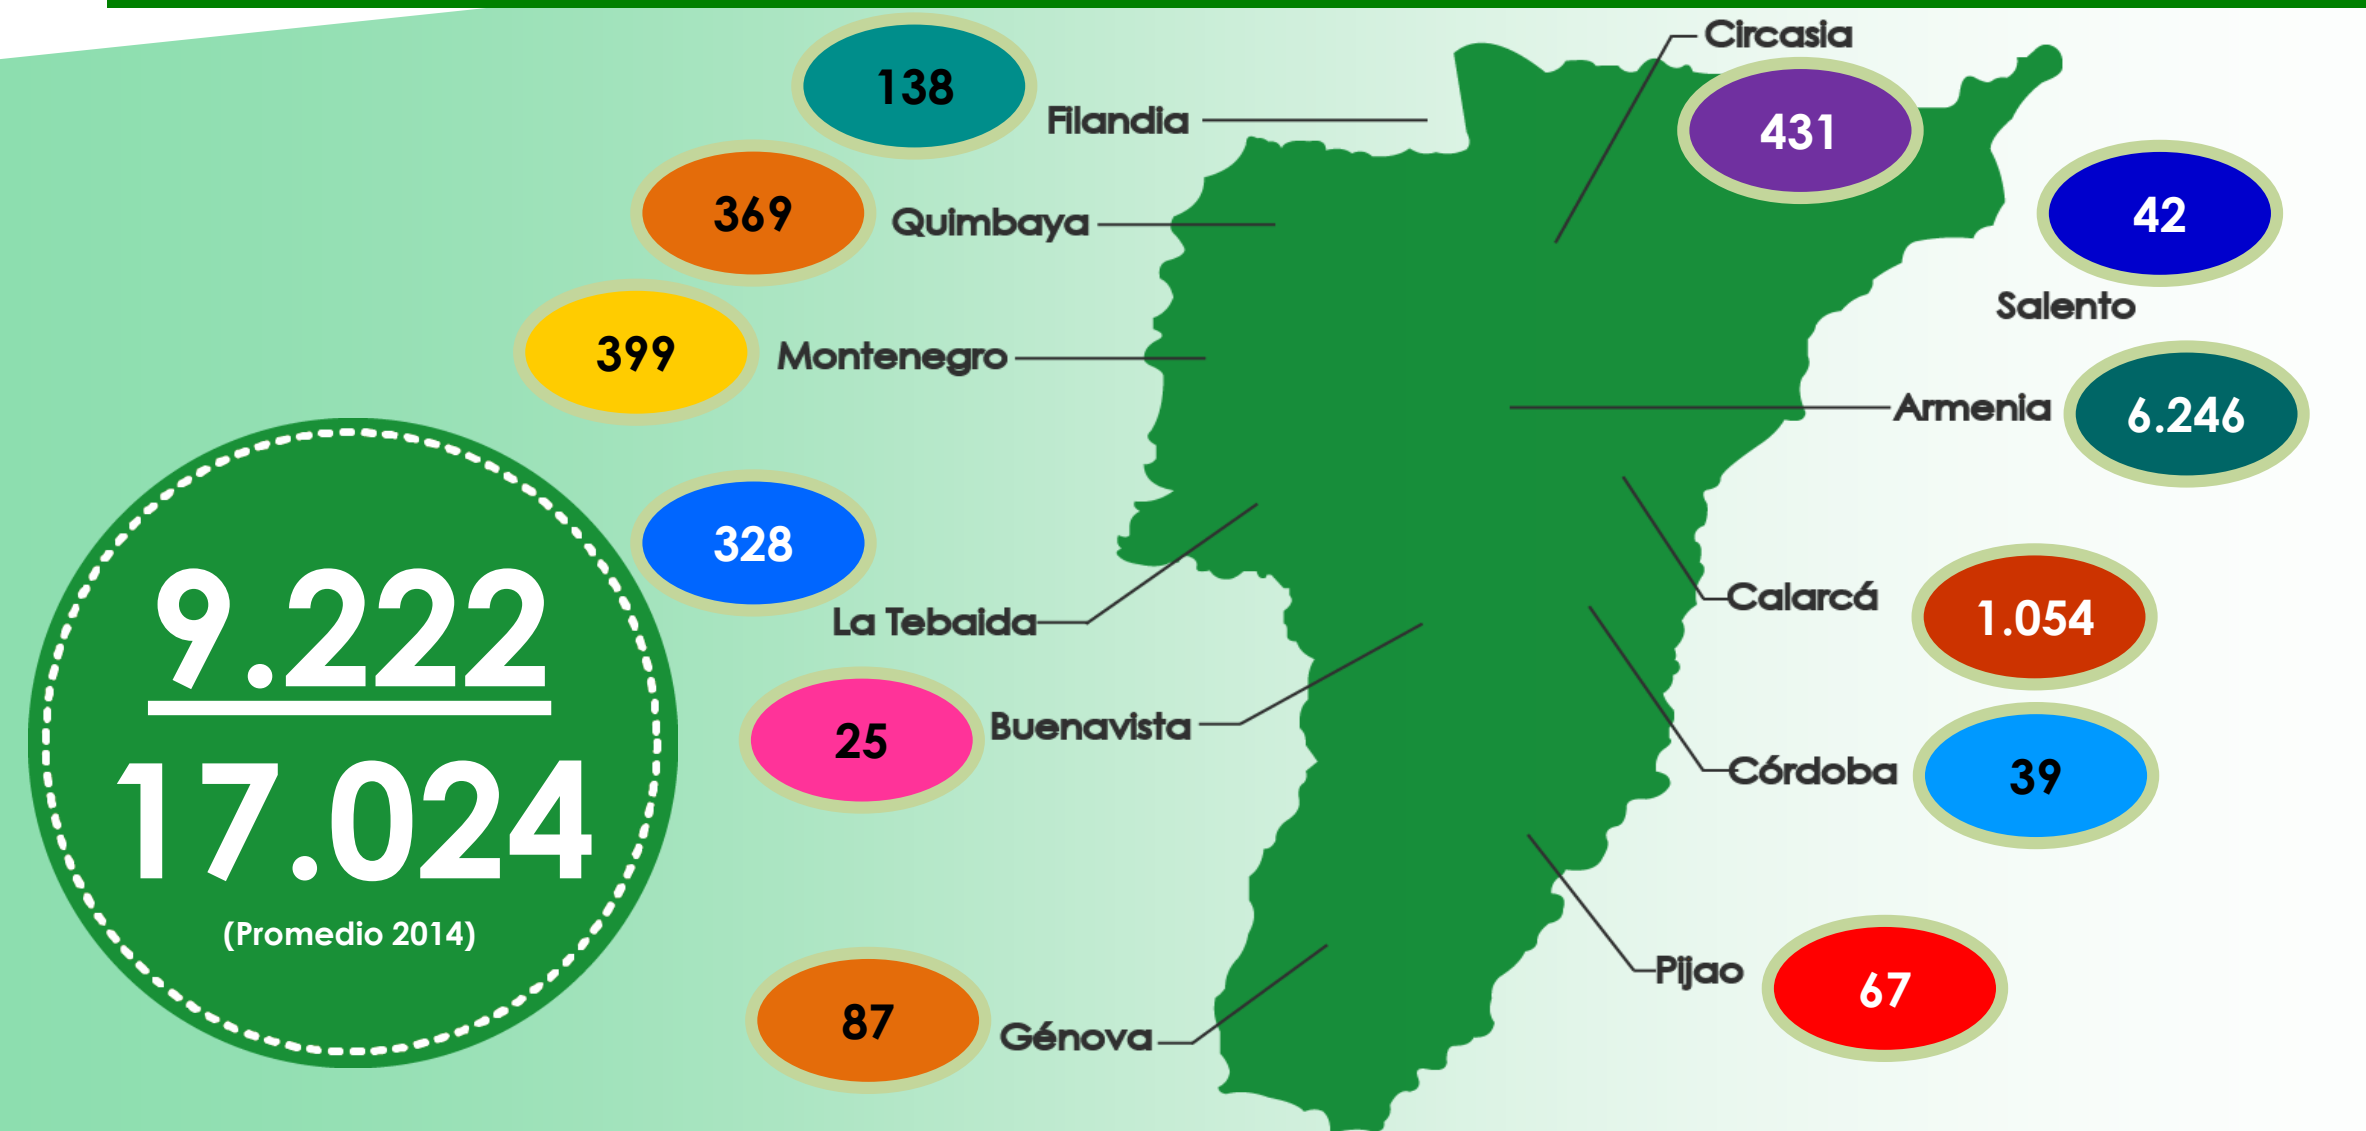 138
Filandia
Circasia
431
369
Quimbaya
42
Salento
399
Montenegro
Armenia
6.246
328
La Tebaida
Calarcá
1.054
9.222
17.024
(Promedio 2014)
25
Buenavista
Córdoba
39
87
Génova
Pijao
67